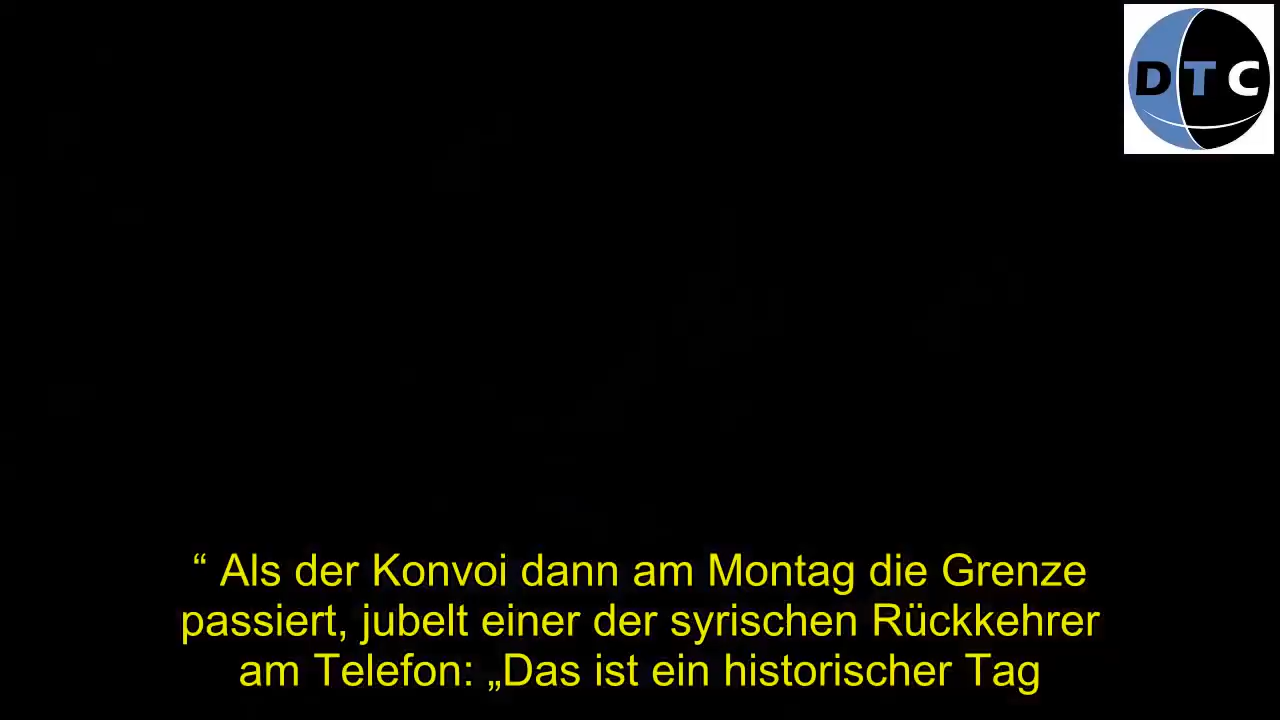 DTC
“ Als der Konvoi dann am Montag die Grenze
passiert, jubelt einer der syrischen Rückkehrer
am Telefon: „Das ist ein historischer Tag